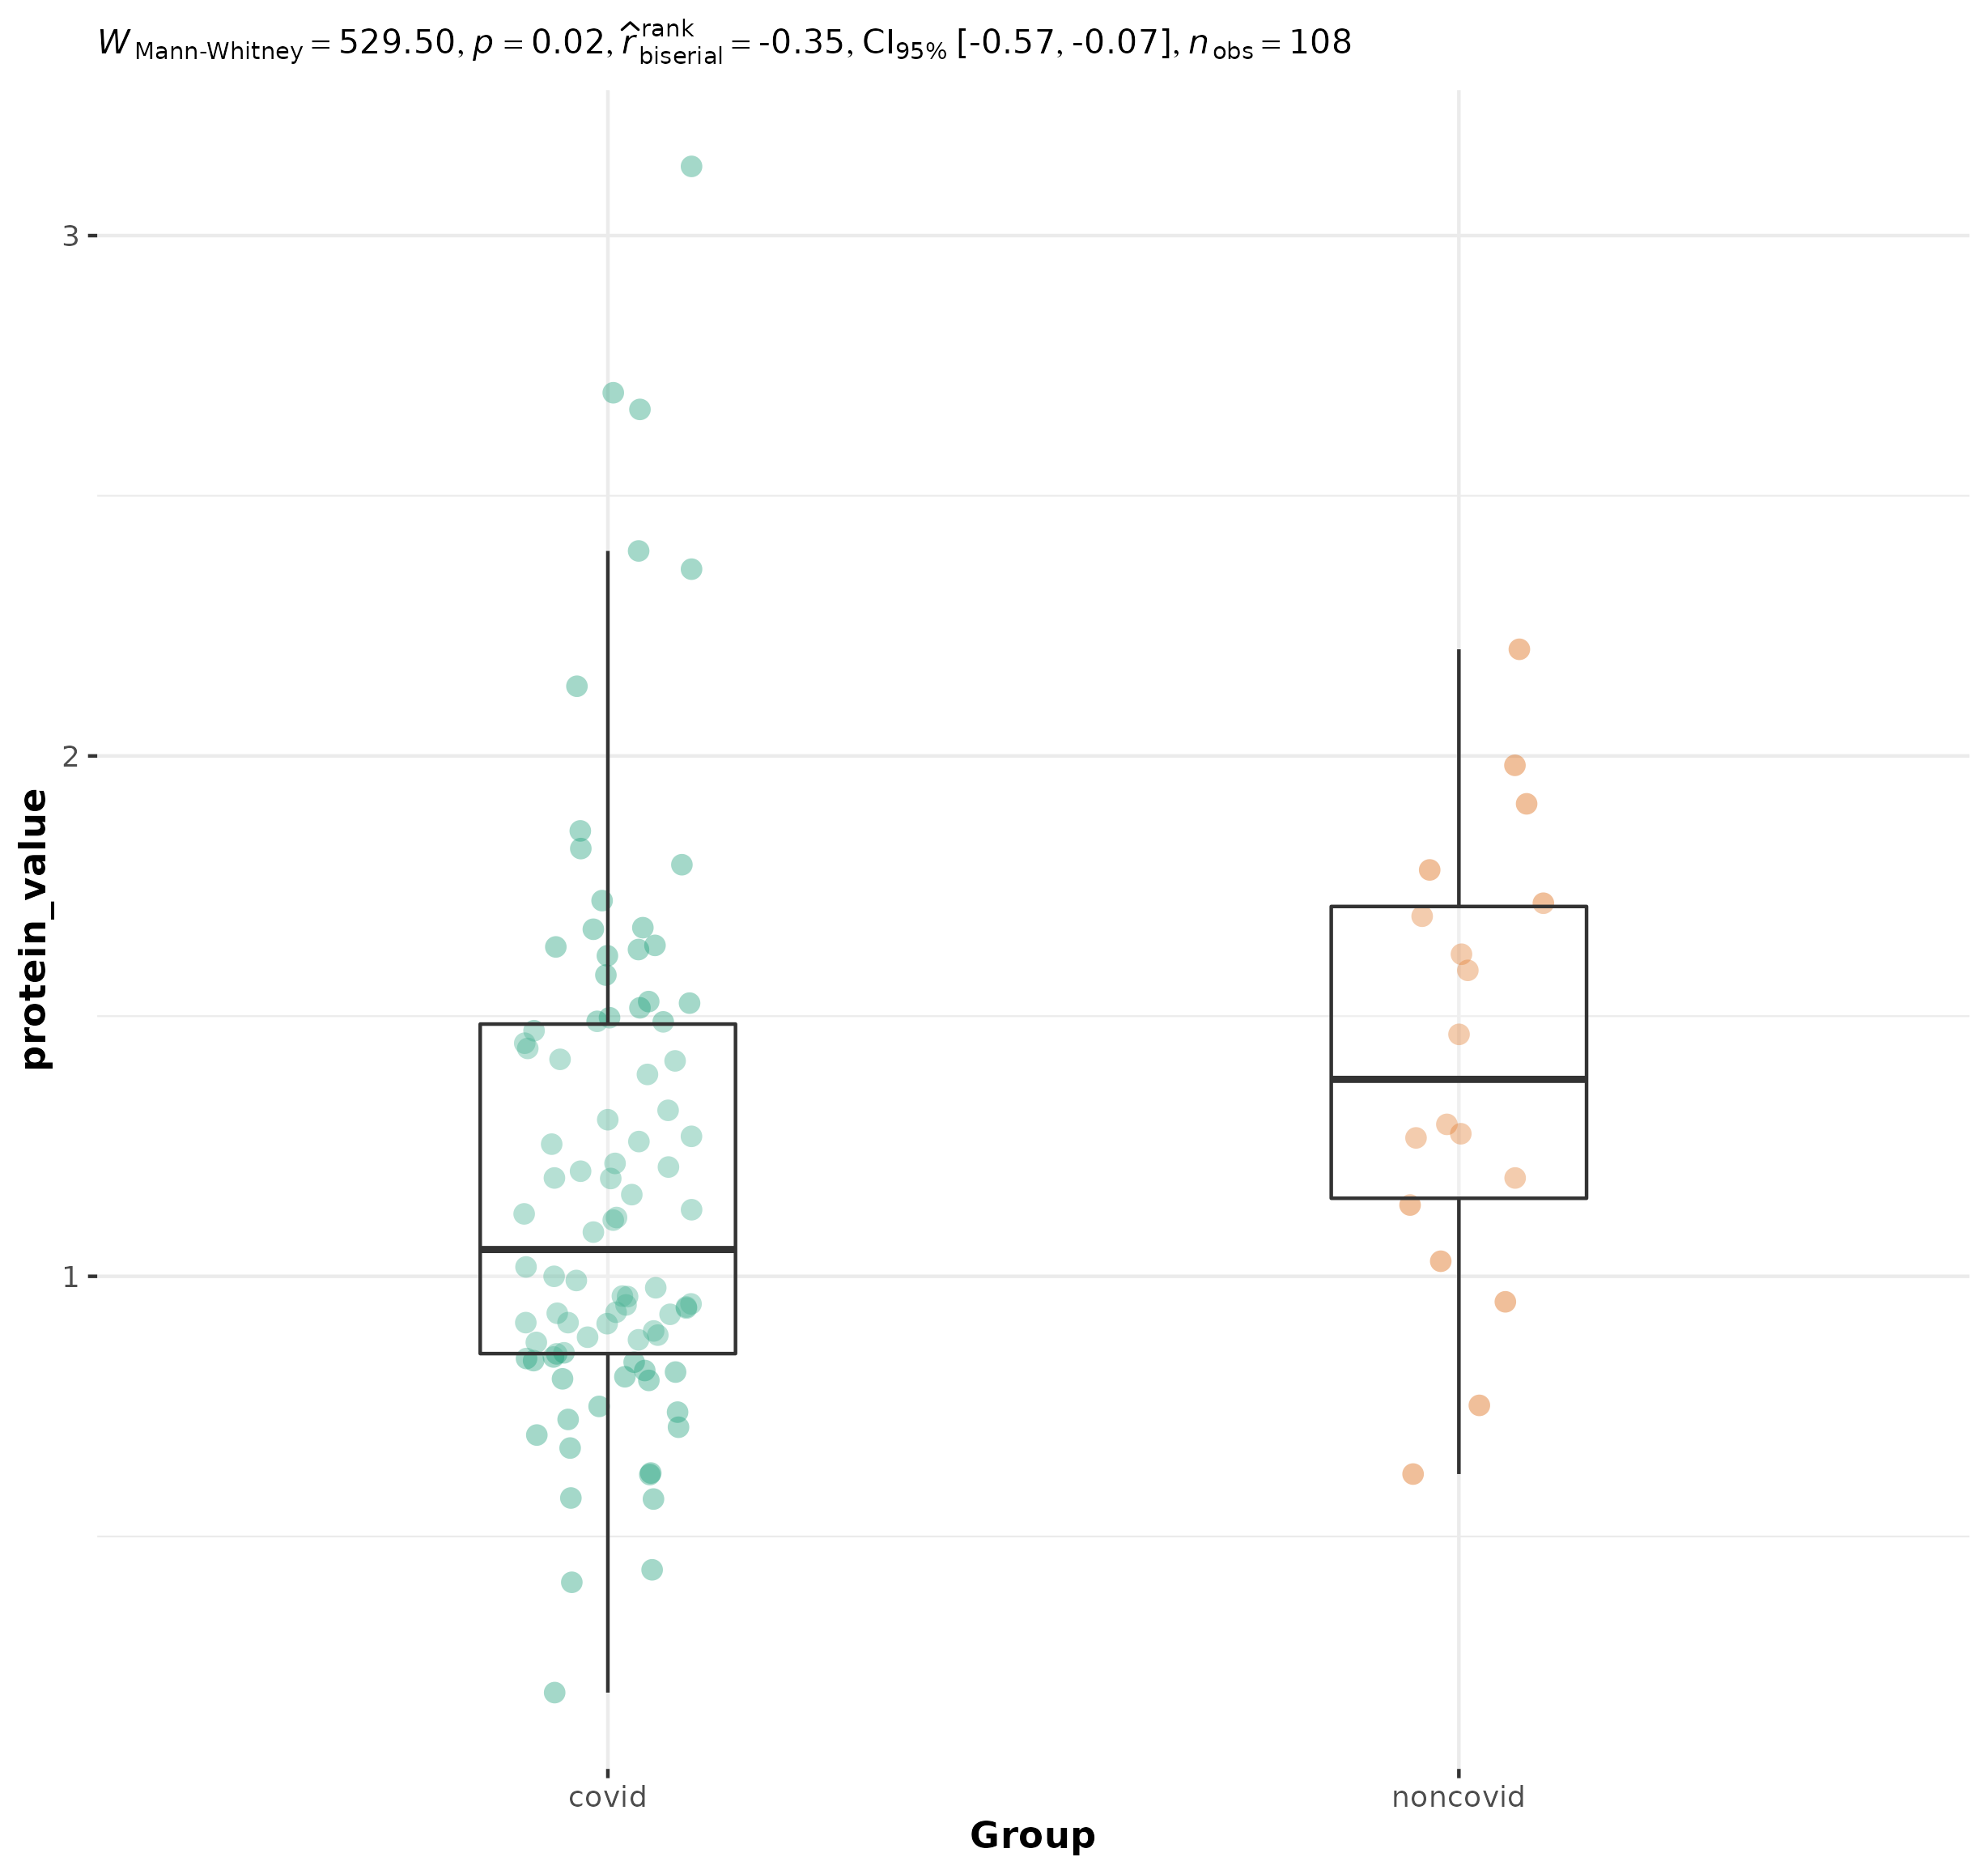 W Mann-Whitney = 529.50, p = 0.02, r̂ rank biserial = -0.35, CI95% [-0.57, -0.07], n obs = 108
3
2
1
protein_value
covid noncovid
Group